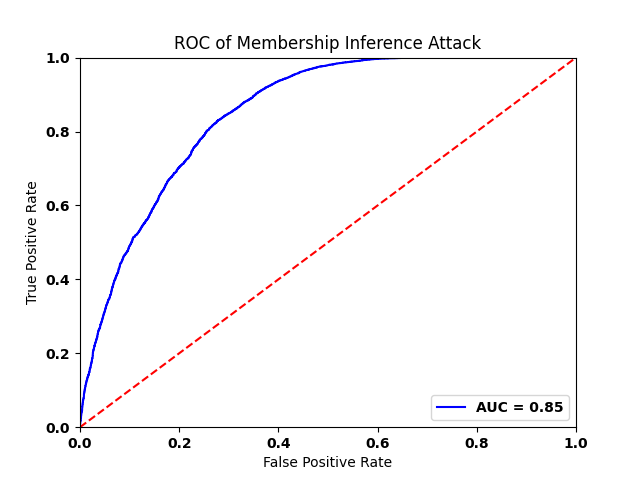 ROC of Membership Inference Attack
1.0
0.8
0.6
0.4
0.2
0.0
True Positive Rate
AUC = 0.85
0.0 0.2 0.4 0.6 0.8 1.0
False Positive Rate